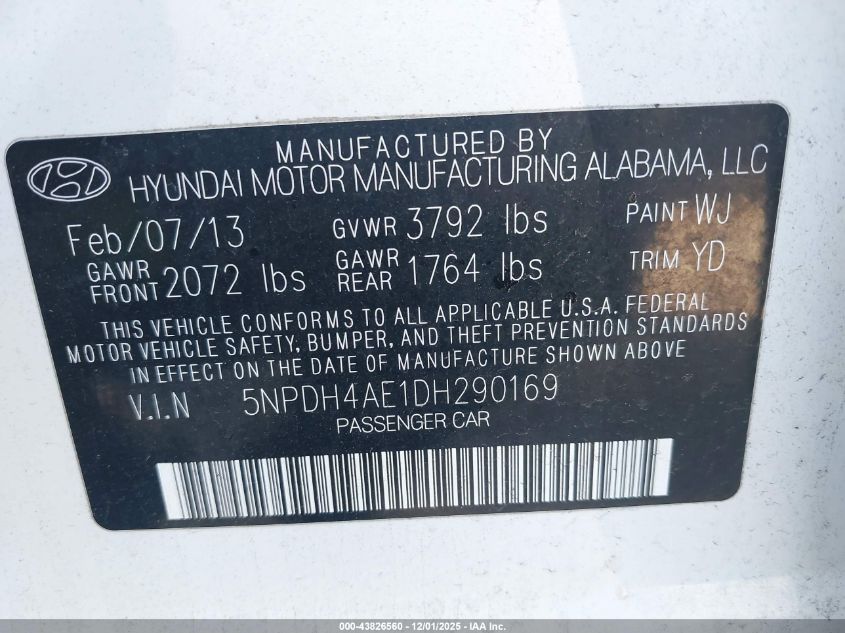 MANUFACTURED BY
HYUNDAI MOTOR MANUFACTURING ALABAMA, LLC
Feb/07/13 GVWR 3792 lbs PAINT WJ
GAWR FRONT 2072 lbs GAWR REAR 1764 lbs TRIM YD
THIS VEHICLE CONFORMS TO ALL APPLICABLE U.S.A. FEDERAL
MOTOR VEHICLE SAFETY, BUMPER, AND THEFT PREVENTION STANDARDS
IN EFFECT ON THE DATE OF MANUFACTURE SHOWN ABOVE
V.I.N 5NPDH4AE1DH290169
PASSENGER CAR
000-43826560 - 12/01/2025 - IAA Inc.